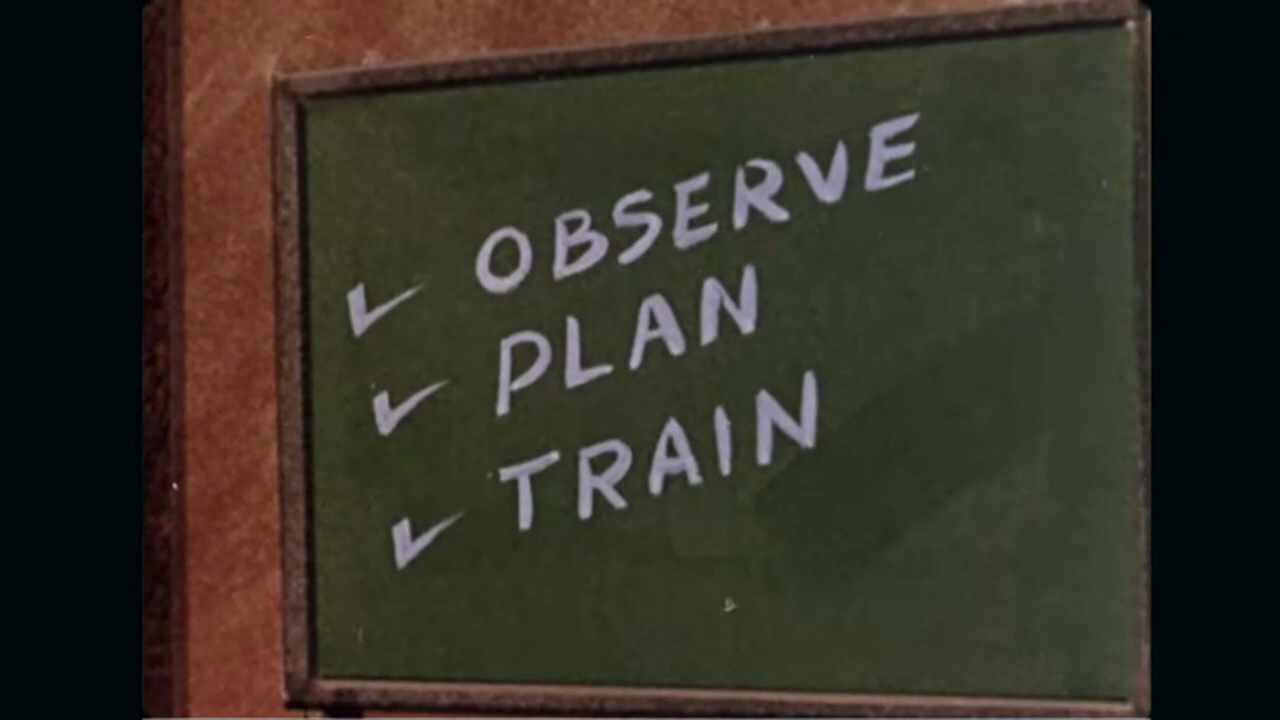 ✓ OBSERVE
✓ PLAN
✓ TRAIN